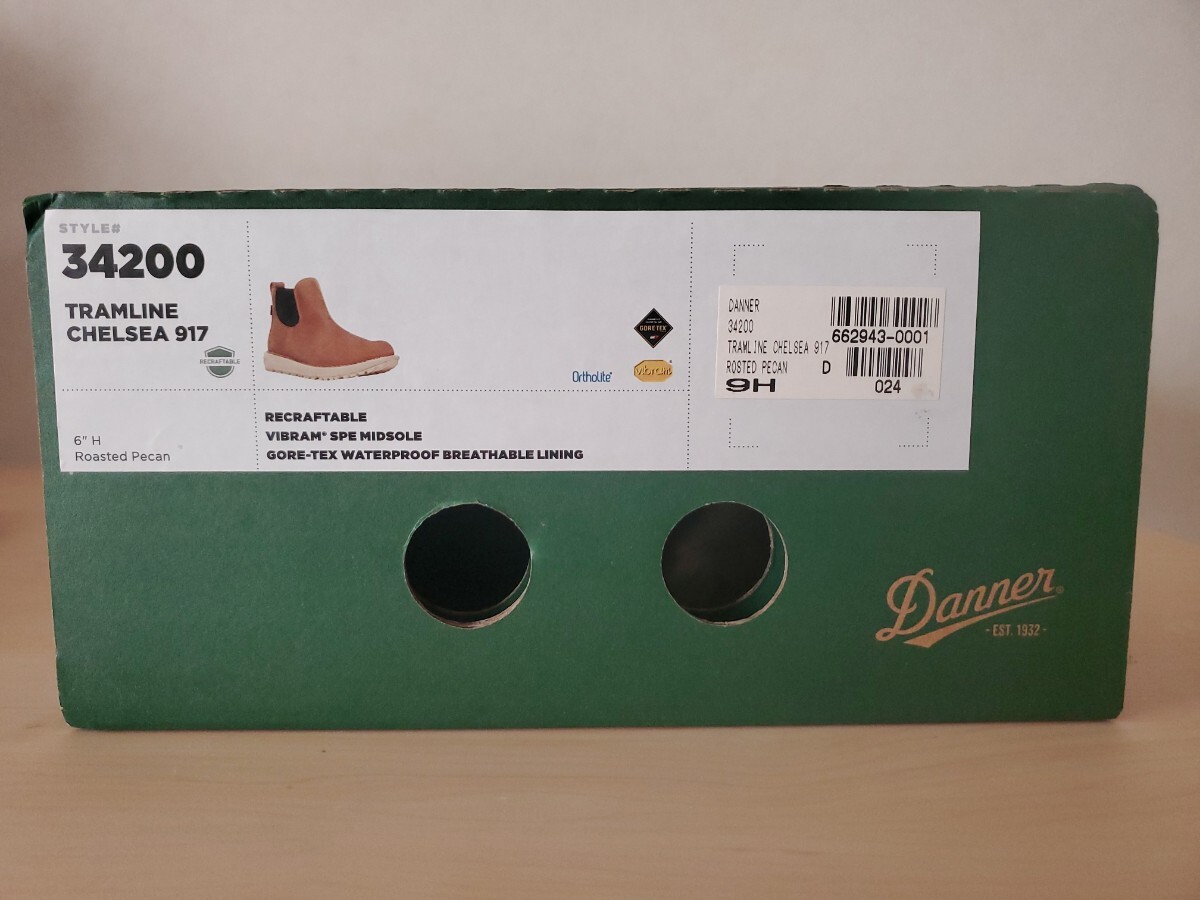 STYLE#
34200
TRAMLINE
CHELSEA 917
RECRAFTABLE
6" H
Roasted Pecan
GORE-TEX
Ortholite®
vibram®
RECRAFTABLE
VIBRAM® SPE MIDSOLE
GORE-TEX WATERPROOF BREATHABLE LINING
DANNER
34200
TRAMLINE CHELSEA 917
662943-0001
ROSTED PECAN D
9H
024
Danner®
-EST. 1932-